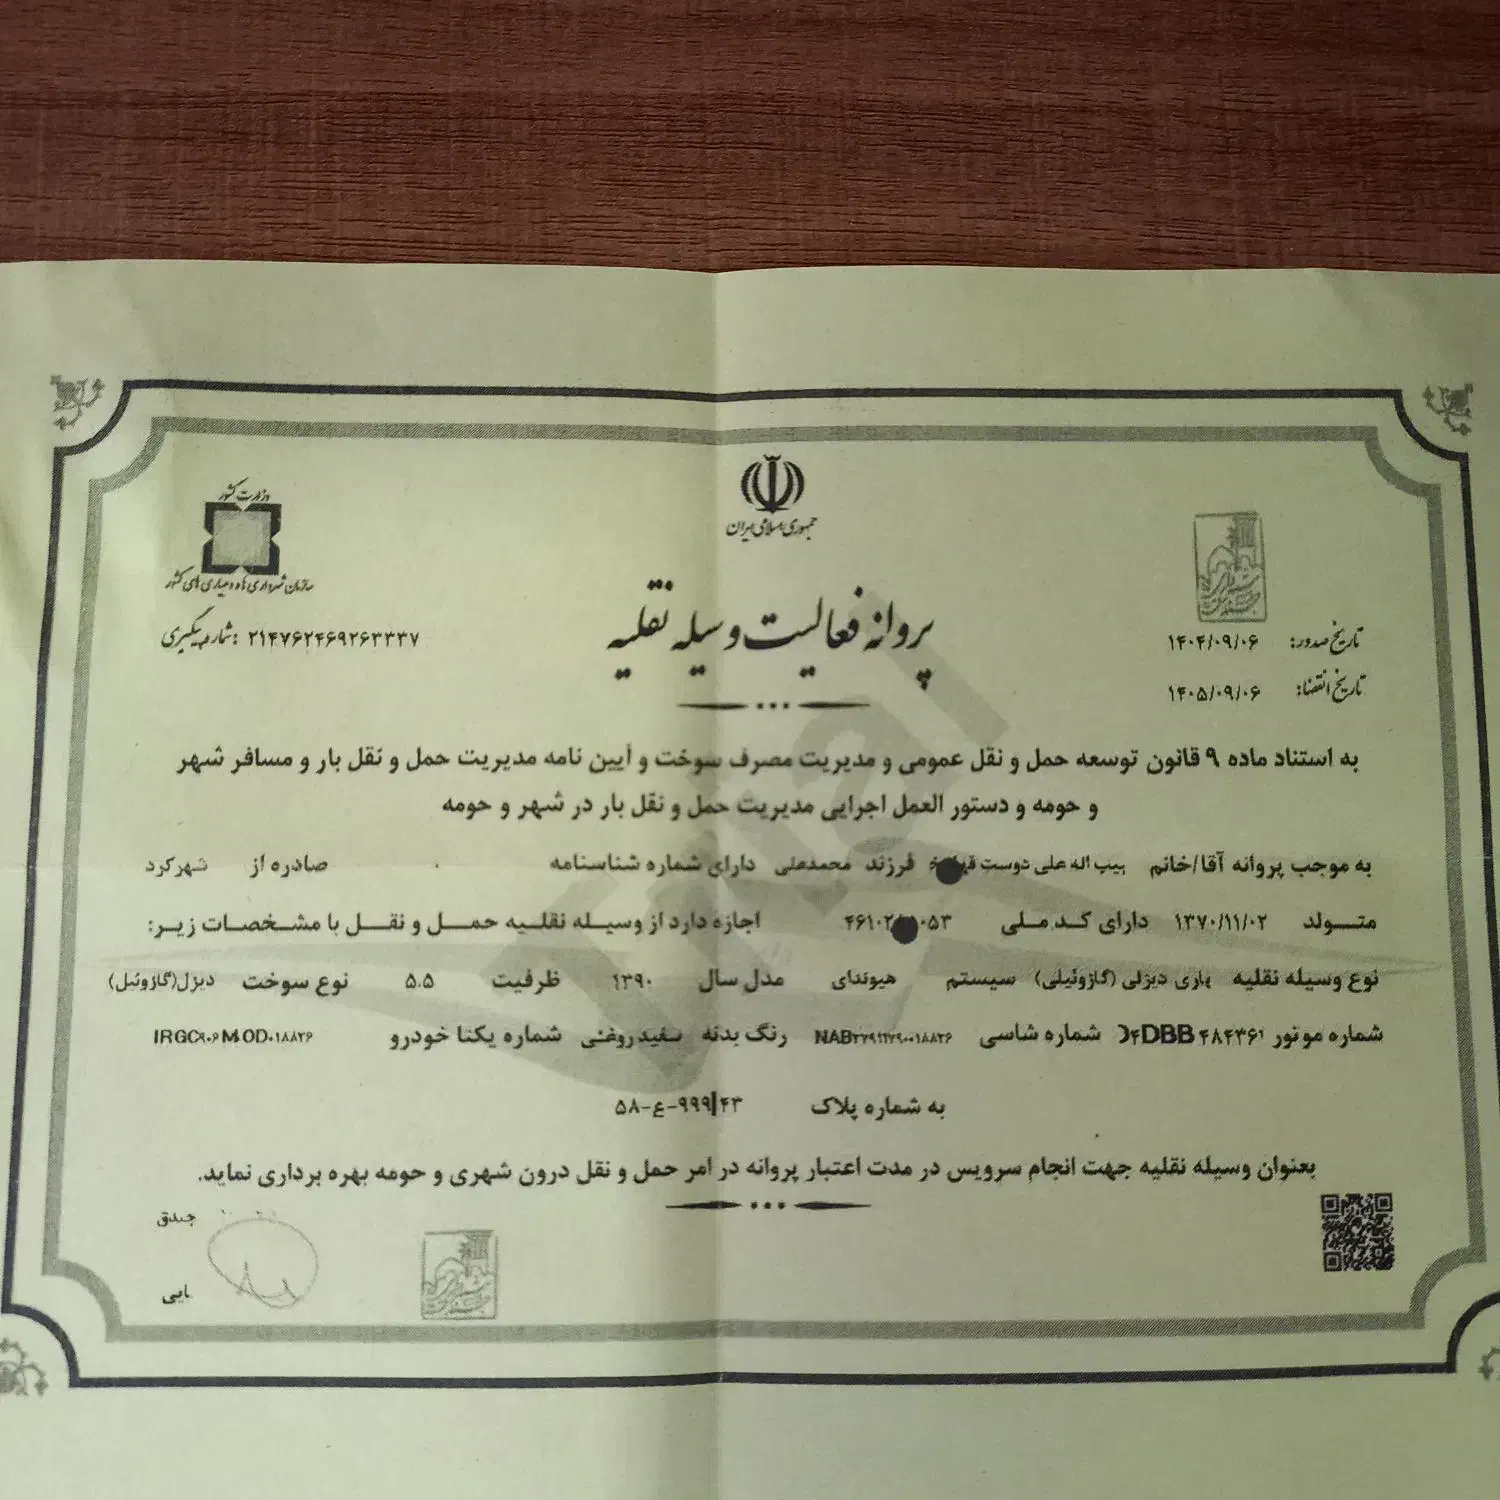 جمهوری اسلامی ایران
وزارت کشور
سازمان شهرداری ها و دهیاری های کشور
شماره پیگیری: ۲۱۴۷۶۲۴۶۹۲۶۳۳۳۷
پروانه فعالیت وسیله نقلیه
تاریخ صدور: ۱۴۰۴/۰۹/۰۶
تاریخ انقضا: ۱۴۰۵/۰۹/۰۶
به استناد ماده ۹ قانون توسعه حمل و نقل عمومی و مدیریت مصرف سوخت و آیین نامه مدیریت حمل و نقل بار و مسافر شهر
و حومه و دستور العمل اجرایی مدیریت حمل و نقل بار در شهر و حومه
به موجب پروانه آقا/خانم یبب اله علی دوست فرزند محمدعلی دارای شماره شناسنامه صادره از شهرکرد
متولد ۱۳۷۰/۱۱/۰۲ دارای کد ملی اجازه دارد از وسیله نقلیه حمل و نقل با مشخصات زیر:
نوع وسیله نقلیه باری دیزلی (گازوئیلی) سیستم هیوندای مدل سال ۱۳۹۰ ظرفیت ۵.۵ نوع سوخت دیزل(گازوئیل)
شماره موتور D۴DBB۴۸۴۳۶۱ شماره شاسی رنگ بدنه سفید روغنی شماره یکتا خودرو IRGC۹۰۶MOD۰۱۸۸۲۶
به شماره پلاک ۵۸-ع-۹۹۹|۴۳
بعنوان وسیله نقلیه جهت انجام سرویس در مدت اعتبار پروانه در امر حمل و نقل درون شهری و حومه بهره برداری نماید.